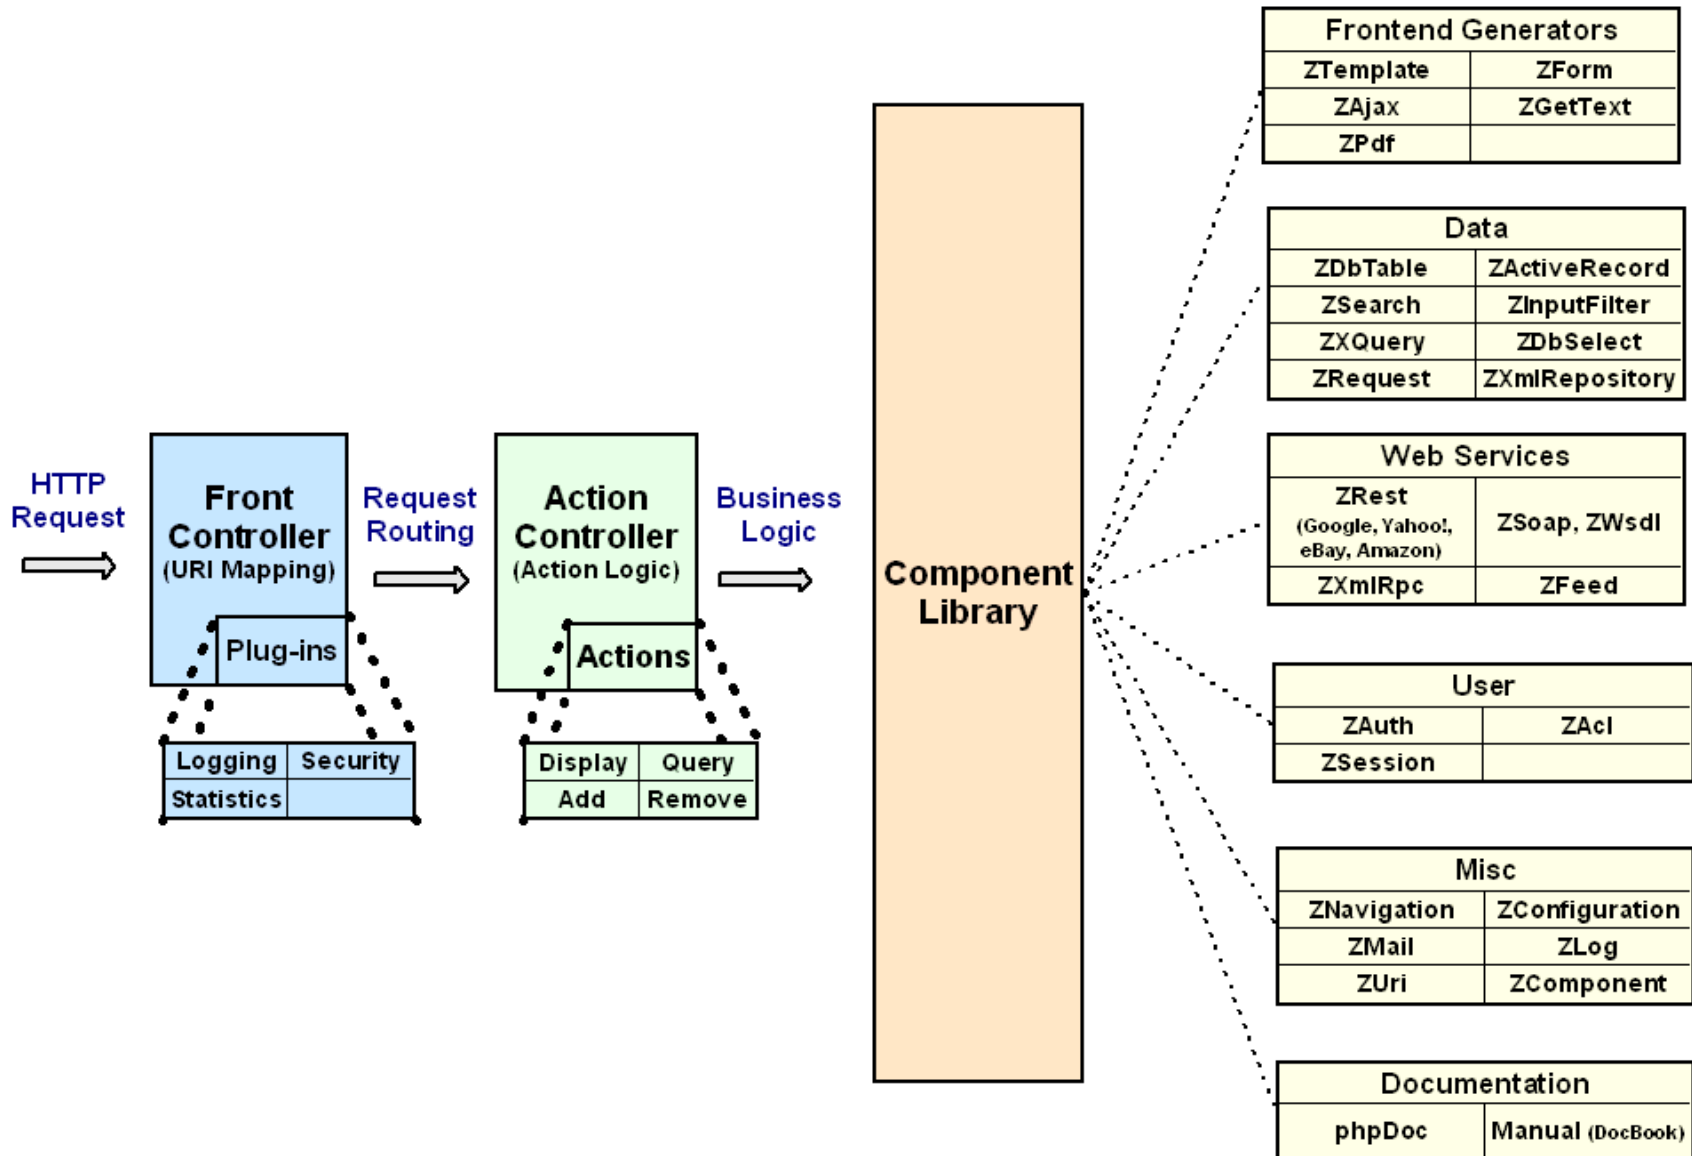 HTTP
Request
Front
Controller
(URI Mapping)
Plug-ins
Logging Security
Statistics
Request
Routing
Action
Controller
(Action Logic)
Actions
Display Query
Add Remove
Business
Logic
Component
Library
Frontend Generators
ZTemplate ZForm
ZAjax ZGetText
ZPdf
Data
ZDbTable ZActiveRecord
ZSearch ZInputFilter
ZXQuery ZDbSelect
ZRequest ZXmlRepository
Web Services
ZRest
(Google, Yahoo!,
eBay, Amazon)
ZSoap, ZWsdl
ZXmlRpc ZFeed
User
ZAuth ZAcl
ZSession
Misc
ZNavigation ZConfiguration
ZMail ZLog
ZUri ZComponent
Documentation
phpDoc Manual (DocBook)